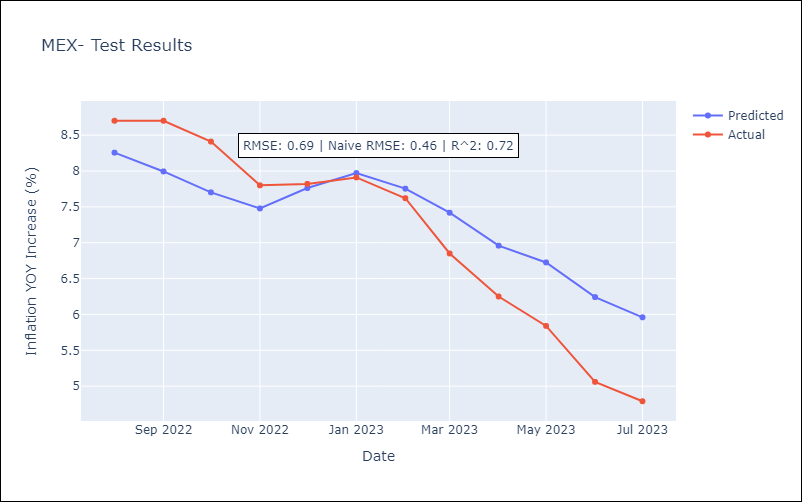 MEX- Test Results
Predicted
Actual
RMSE: 0.69 | Naive RMSE: 0.46 | R^2: 0.72
Inflation YOY Increase (%)
8.5
8
7.5
7
6.5
6
5.5
5
Sep 2022
Nov 2022
Jan 2023
Mar 2023
May 2023
Jul 2023
Date